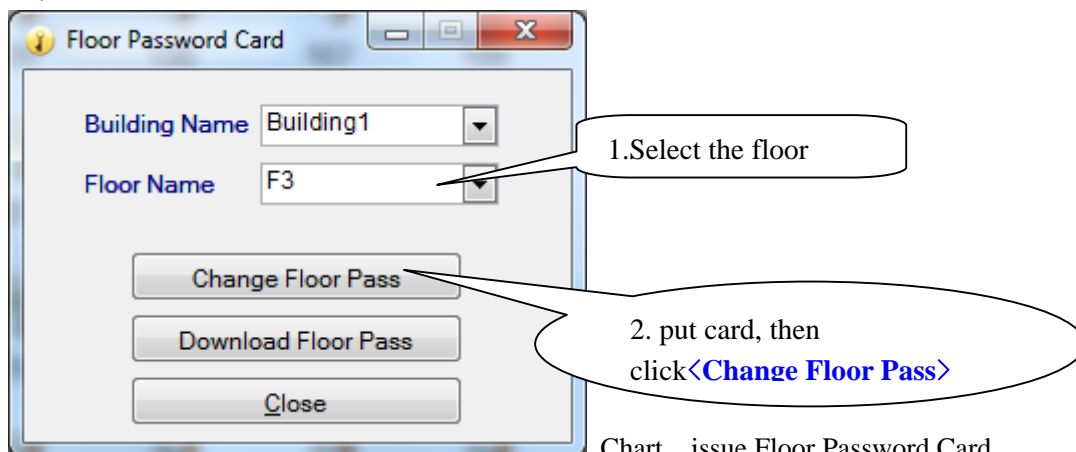 Floor Password Card
Building Name Building1
1.Select the floor
Floor Name F3
Change Floor Pass
2. put card, then
click<Change Floor Pass>
Download Floor Pass
Close
Chart issue Floor Password Card